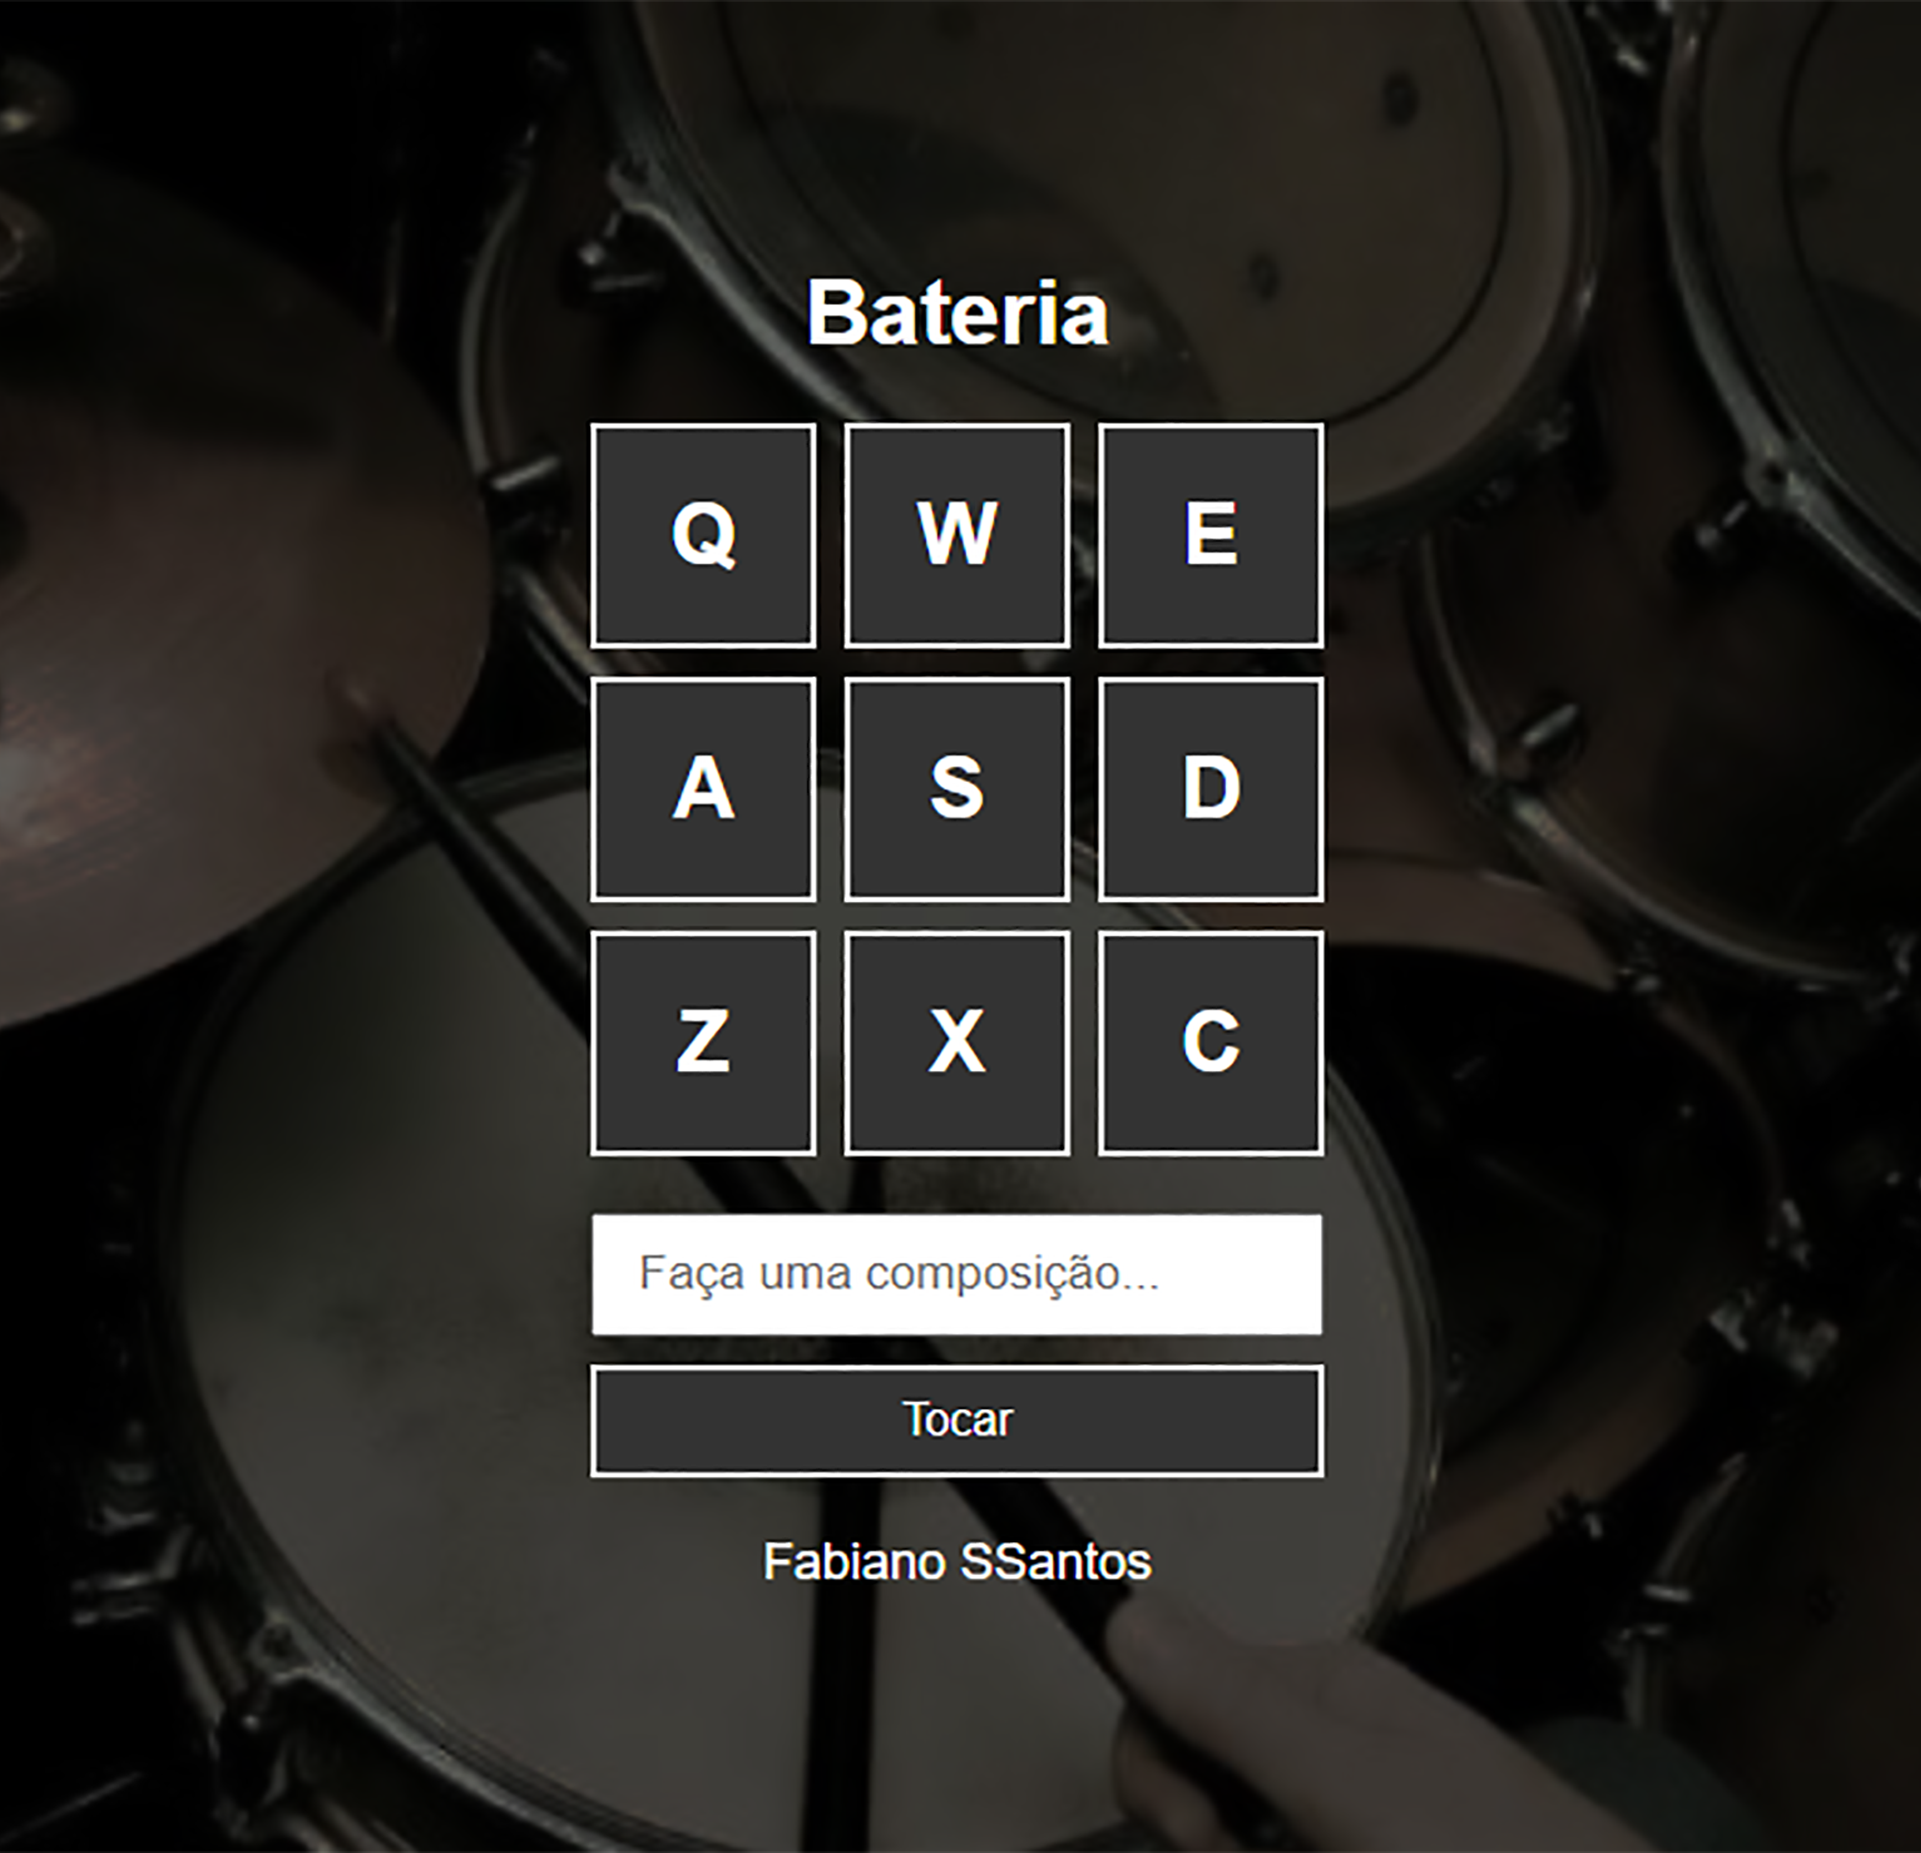 Bateria
Q W E
A S D
Z X C
Faça uma composição...
Tocar
Fabiano SSantos